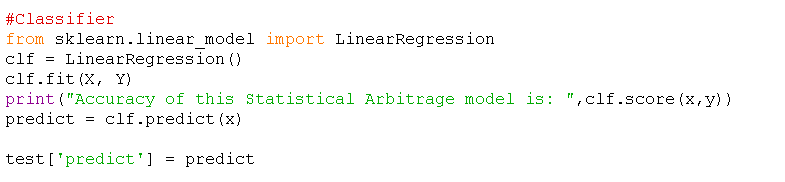 #Classifier
from sklearn.linear_model import LinearRegression
clf = LinearRegression()
clf.fit(X, Y)
print("Accuracy of this Statistical Arbitrage model is: ",clf.score(x,y))
predict = clf.predict(x)
test['predict'] = predict